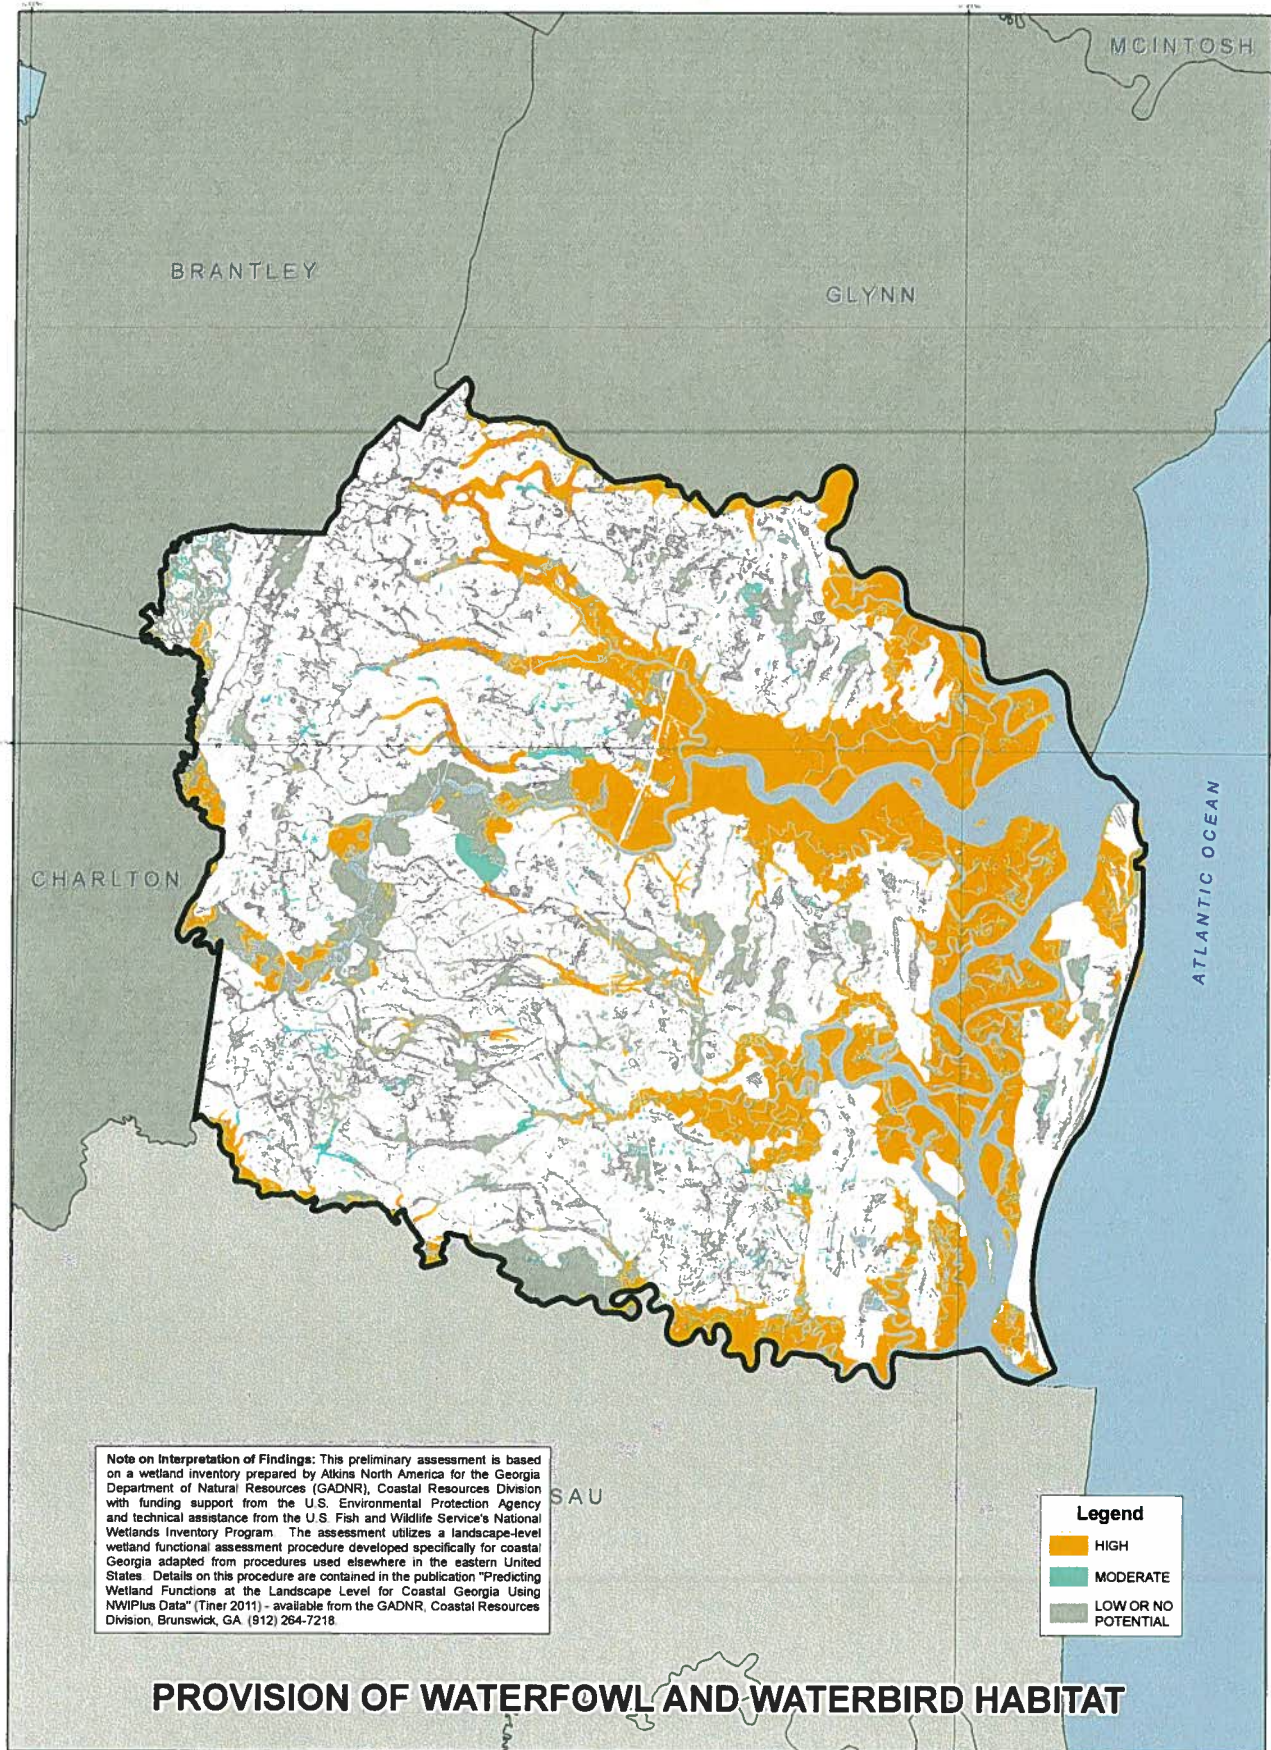 MCINTOSH
BRANTLEY
GLYNN
CHARLTON
ATLANTIC OCEAN
Note on Interpretation of Findings: This preliminary assessment is based
on a wetland inventory prepared by Atkins North America for the Georgia
Department of Natural Resources (GADNR), Coastal Resources Division
with funding support from the U.S. Environmental Protection Agency
and technical assistance from the U.S. Fish and Wildlife Service's National
Wetlands Inventory Program. The assessment utilizes a landscape-level
wetland functional assessment procedure developed specifically for coastal
Georgia adapted from procedures used elsewhere in the eastern United
States. Details on this procedure are contained in the publication "Predicting
Wetland Functions at the Landscape Level for Coastal Georgia Using
NWIPlus Data" (Tiner 2011) - available from the GADNR, Coastal Resources
Division, Brunswick, GA (912) 264-7218.
SAU
Legend
HIGH
MODERATE
LOW OR NO
POTENTIAL
PROVISION OF WATERFOWL AND WATERBIRD HABITAT